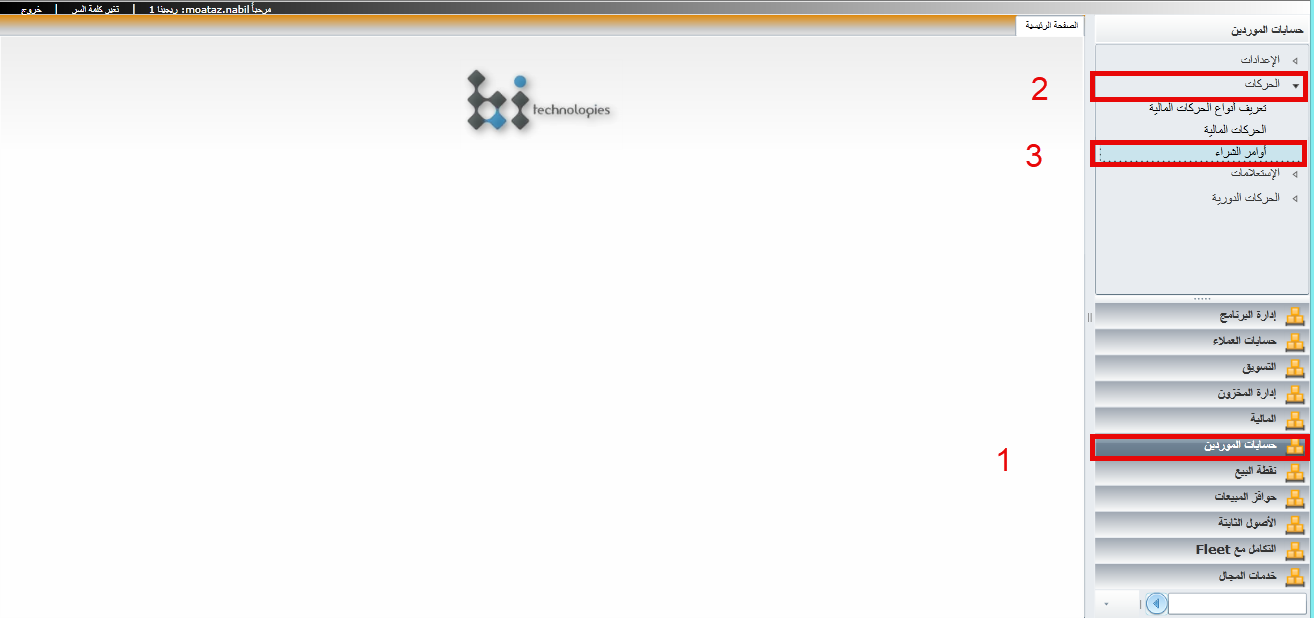 مرحباً moataz.nabil: ريجينا 1 | تغير كلمة السر | خروج
الصفحة الرئيسية
حسابات الموردين
الإعدادات
2
الحركات
تعريف أنواع الحركات المالية
الحركات المالية
3
أوامر الشراء
الإستعلامات
الحركات الدورية
technologies
إدارة البرنامج
حسابات العملاء
التسويق
إدارة المخزون
المالية
1
حسابات الموردين
نقطة البيع
حوافز المبيعات
الأصول الثابتة
التكامل مع Fleet
خدمات المجال